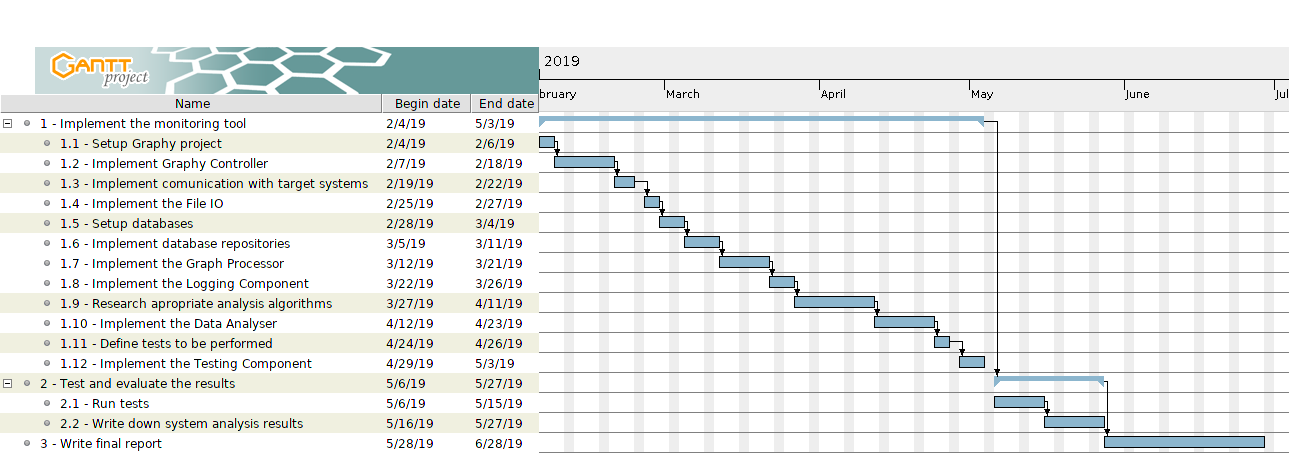 GANTT
project
2019
bruary March April May June Jul
Name Begin date End date
1 - Implement the monitoring tool 2/4/19 5/3/19
1.1 - Setup Graphy project 2/4/19 2/6/19
1.2 - Implement Graphy Controller 2/7/19 2/18/19
1.3 - Implement comunication with target systems 2/19/19 2/22/19
1.4 - Implement the File IO 2/25/19 2/27/19
1.5 - Setup databases 2/28/19 3/4/19
1.6 - Implement database repositories 3/5/19 3/11/19
1.7 - Implement the Graph Processor 3/12/19 3/21/19
1.8 - Implement the Logging Component 3/22/19 3/26/19
1.9 - Research apropriate analysis algorithms 3/27/19 4/11/19
1.10 - Implement the Data Analyser 4/12/19 4/23/19
1.11 - Define tests to be performed 4/24/19 4/26/19
1.12 - Implement the Testing Component 4/29/19 5/3/19
2 - Test and evaluate the results 5/6/19 5/27/19
2.1 - Run tests 5/6/19 5/15/19
2.2 - Write down system analysis results 5/16/19 5/27/19
3 - Write final report 5/28/19 6/28/19